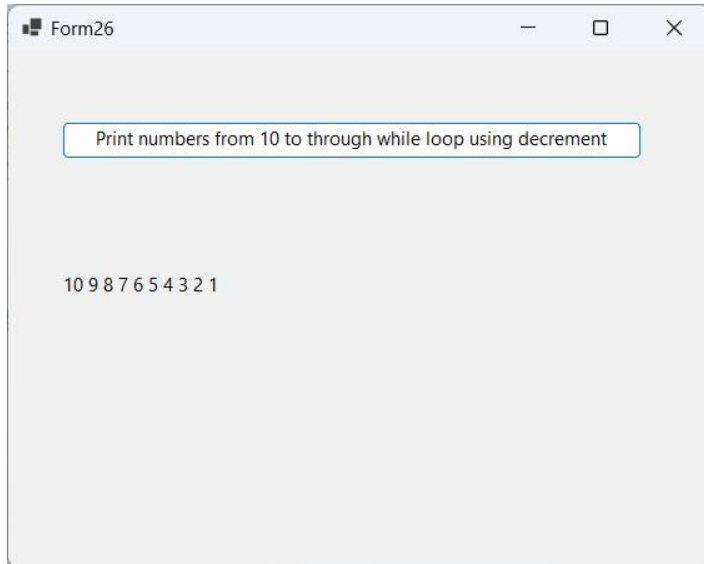 Form26
Print numbers from 10 to through while loop using decrement
10 9 8 7 6 5 4 3 2 1